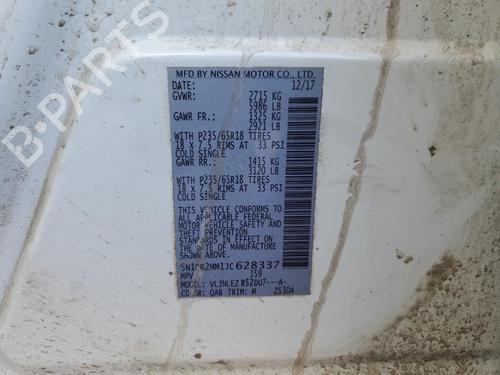 MFD BY NISSAN MOTOR CO., LTD.
DATE: 12/17
GVWR: 2715 KG
5986 LB
GAWR FR.: 1325 KG
2921 LB
WITH P235/65R18 TIRES
18 X 7.5 RIMS AT 33 PSI
COLD SINGLE
GAWR RR.: 1415 KG
3120 LB
WITH P235/65R18 TIRES
18 X 7.5 RIMS AT 33 PSI
COLD SINGLE
THIS VEHICLE CONFORMS TO
ALL APPLICABLE FEDERAL
MOTOR VEHICLE SAFETY AND
THEFT PREVENTION
STANDARDS IN EFFECT ON
THE DATE OF MANUFACTURE
SHOWN ABOVE.
5N1DR2MM1JC628337
MPV 359
MODEL: VLJNLEZ R52DU7---A-
COLOR: QAB TRIM: M ZS3DA
B-PARTS